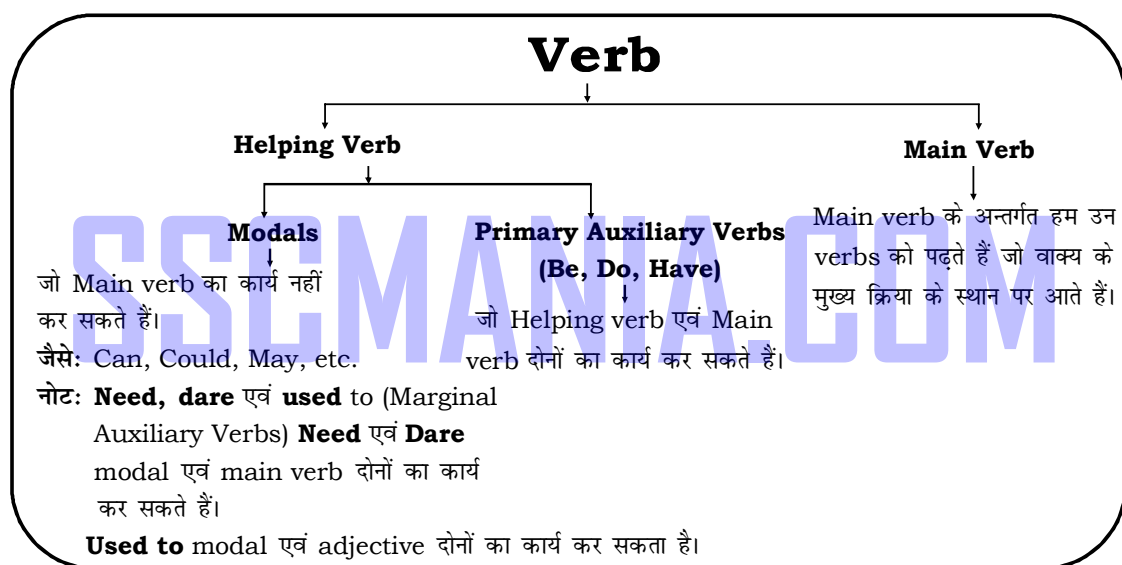 Verb
Helping Verb
Main Verb
Modals
जो Main verb का कार्य नहीं
कर सकते हैं।
जैसे: Can, Could, May, etc.
नोट: Need, dare एवं used to (Marginal
Auxiliary Verbs) Need एवं Dare
modal एवं main verb दोनों का कार्य
कर सकते हैं।
Used to modal एवं adjective दोनों का कार्य कर सकता है।
Primary Auxiliary Verbs
(Be, Do, Have)
जो Helping verb एवं Main
verb दोनों का कार्य कर सकते हैं।
Main verb के अन्तर्गत हम उन
verbs को पढ़ते हैं जो वाक्य के
मुख्य क्रिया के स्थान पर आते हैं।
SSCMANIA.COM